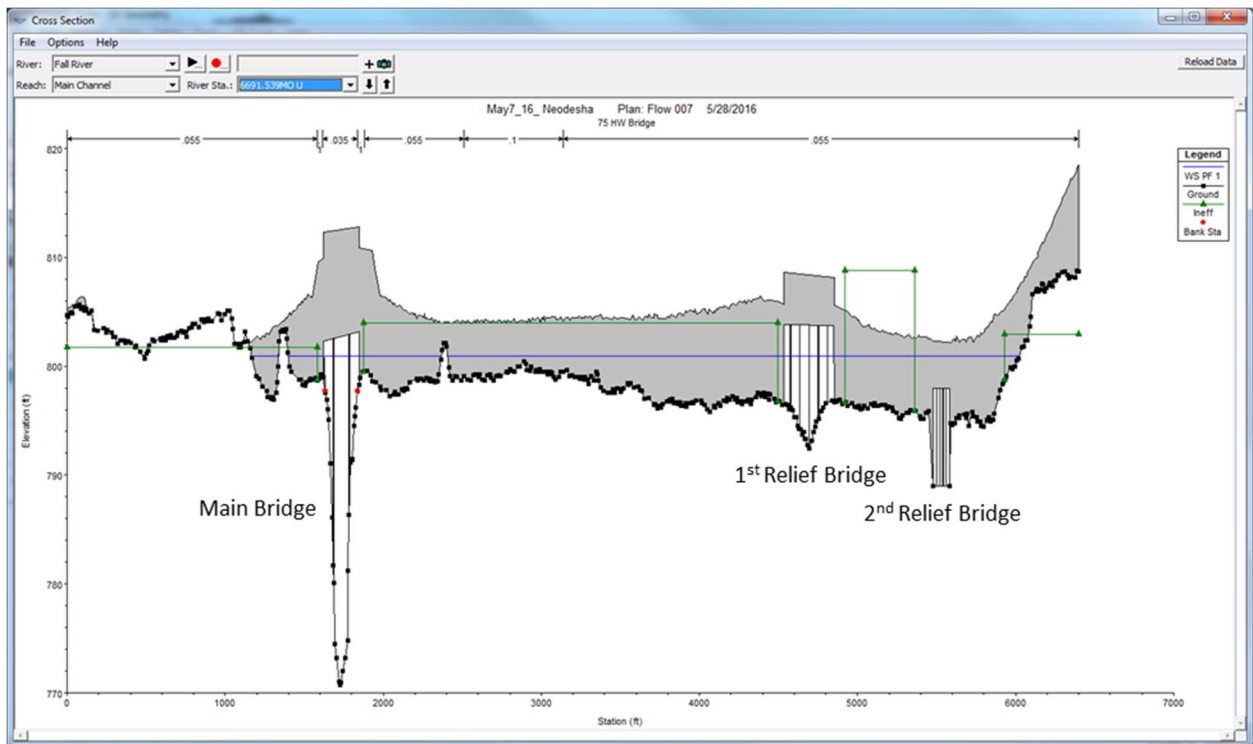 Cross Section
File Options Help
River: Fall River
Reload Data
Reach: Main Channel River Sta.: 6691.539MO U
May7_16_ Neodesha Plan: Flow 007 5/28/2016
75 HW Bridge
.055 .1 .035 .1 .055 .1 .055
Legend
WS PF 1
Ground
Ineff
Bank Sta
820
810
800
790
780
770
Elevation (ft)
Main Bridge
1st Relief Bridge
2nd Relief Bridge
0 1000 2000 3000 4000 5000 6000 7000
Station (ft)